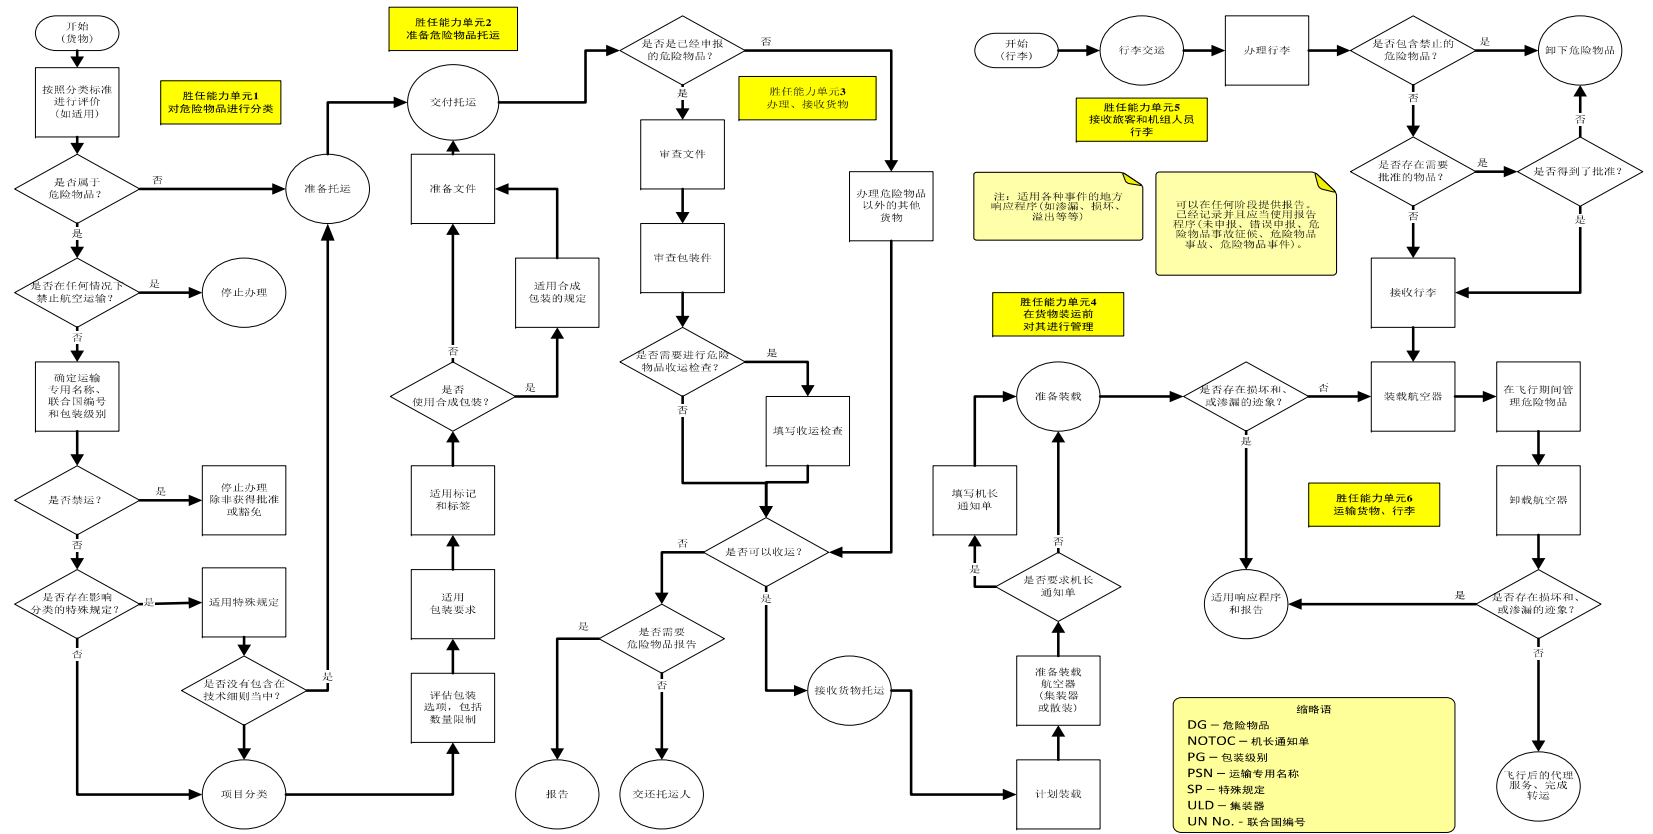 开始
(货物)
按照分类标准
进行评价
(如适用)
胜任能力单元1
对危险物品进行分类
是否属于
危险物品？
否
是
准备托运
是否在任何情况下
禁止航空运输？
是
停止办理
否
确定运输
专用名称、
联合国编号
和包装级别
是否禁运？
是
停止办理
除非获得批准
或豁免
否
是否存在影响
分类的特殊规定？
是
适用特殊规定
否
是否没有包含在
技术细则当中？
是
项目分类
胜任能力单元2
准备危险物品托运
交付托运
准备文件
适用合成
包装的规定
否
是否
使用合成包装？
是
适用标记
和标签
适用
包装要求
评估包装
选项，包括
数量限制
是否是已经申报
的危险物品？
否
是
胜任能力单元3
办理、接收货物
审查文件
审查包装件
办理危险物品
以外的其他
货物
是否需要进行危险
物品收运检查？
是
否
填写收运检查
是否可以收运？
否
是
是否需要
危险物品报告
是
否
报告
交还托运人
接收货物托运
开始
(行李)
行李交运
办理行李
是否包含禁止的
危险物品？
是
卸下危险物品
否
否
胜任能力单元5
接收旅客和机组人员
行李
是否存在需要
批准的物品？
是
是否得到了批准？
否
是
注：适用各种事件的地方
响应程序(如渗漏、损坏、
溢出等等)
可以在任何阶段提供报告。
已经记录并且应当使用报告
程序(未申报、错误申报、危
险物品事故征候、危险物品
事故、危险物品事件)。
接收行李
胜任能力单元4
在货物装运前
对其进行管理
准备装载
是否存在损坏和、
或渗漏的迹象？
否
是
装载航空器
在飞行期间管
理危险物品
填写机长
通知单
否
是
是否要求机长
通知单
胜任能力单元6
运输货物、行李
卸载航空器
适用响应程序
和报告
是
是否存在损坏和、
或渗漏的迹象？
否
准备装载
航空器
(集装器
或散装)
计划装载
飞行后的代理
服务、完成
转运
缩略语
DG – 危险物品
NOTOC – 机长通知单
PG – 包装级别
PSN – 运输专用名称
SP – 特殊规定
ULD – 集装器
UN No. - 联合国编号